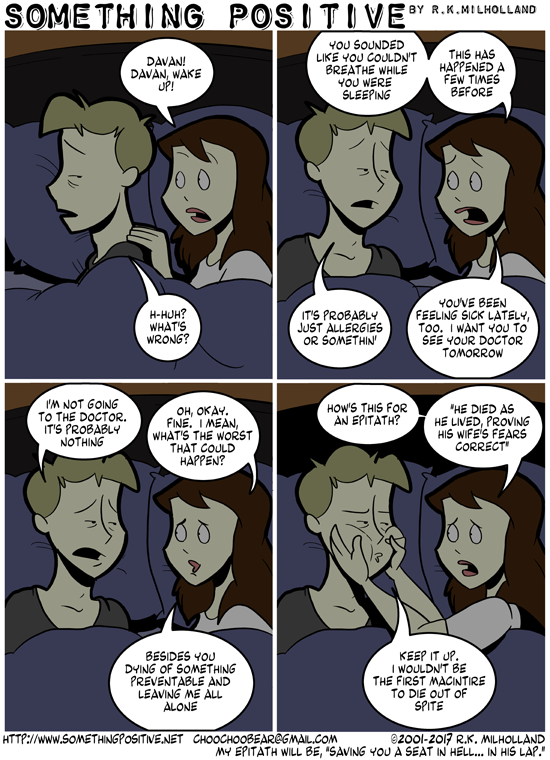 SOMETHING POSITIVE BY R.K.MILHOLLAND
DAVAN!
DAVAN, WAKE
UP!
H-HUH?
WHAT'S
WRONG?
YOU SOUNDED
LIKE YOU COULDN'T
BREATHE WHILE
YOU WERE
SLEEPING
THIS HAS
HAPPENED A
FEW TIMES
BEFORE
IT'S PROBABLY
JUST ALLERGIES
OR SOMETHIN'
YOU'VE BEEN
FEELING SICK LATELY,
TOO. I WANT YOU TO
SEE YOUR DOCTOR
TOMORROW
I'M NOT GOING
TO THE DOCTOR.
IT'S PROBABLY
NOTHING
OH, OKAY.
FINE. I MEAN,
WHAT'S THE WORST
THAT COULD
HAPPEN?
BESIDES YOU
DYING OF SOMETHING
PREVENTABLE AND
LEAVING ME ALL
ALONE
HOW'S THIS FOR
AN EPITATH?
"HE DIED AS
HE LIVED, PROVING
HIS WIFE'S FEARS
CORRECT"
KEEP IT UP.
I WOULDN'T BE
THE FIRST MACINTIRE
TO DIE OUT OF
SPITE
HTTP://WWW.SOMETHINGPOSITIVE.NET CHOOCHOOBEAR@GMAIL.COM ©2001-2017 R.K. MILHOLLAND
MY EPITATH WILL BE, "SAVING YOU A SEAT IN HELL... IN HIS LAP."